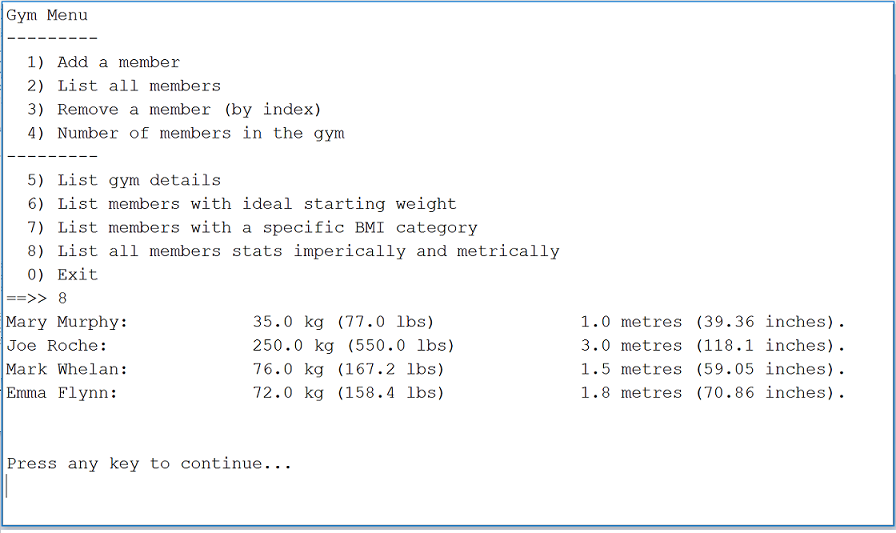 Gym Menu
---------
1) Add a member
2) List all members
3) Remove a member (by index)
4) Number of members in the gym
---------
5) List gym details
6) List members with ideal starting weight
7) List members with a specific BMI category
8) List all members stats imperically and metrically
0) Exit
==>> 8
Mary Murphy: 35.0 kg (77.0 lbs) 1.0 metres (39.36 inches).
Joe Roche: 250.0 kg (550.0 lbs) 3.0 metres (118.1 inches).
Mark Whelan: 76.0 kg (167.2 lbs) 1.5 metres (59.05 inches).
Emma Flynn: 72.0 kg (158.4 lbs) 1.8 metres (70.86 inches).
Press any key to continue...